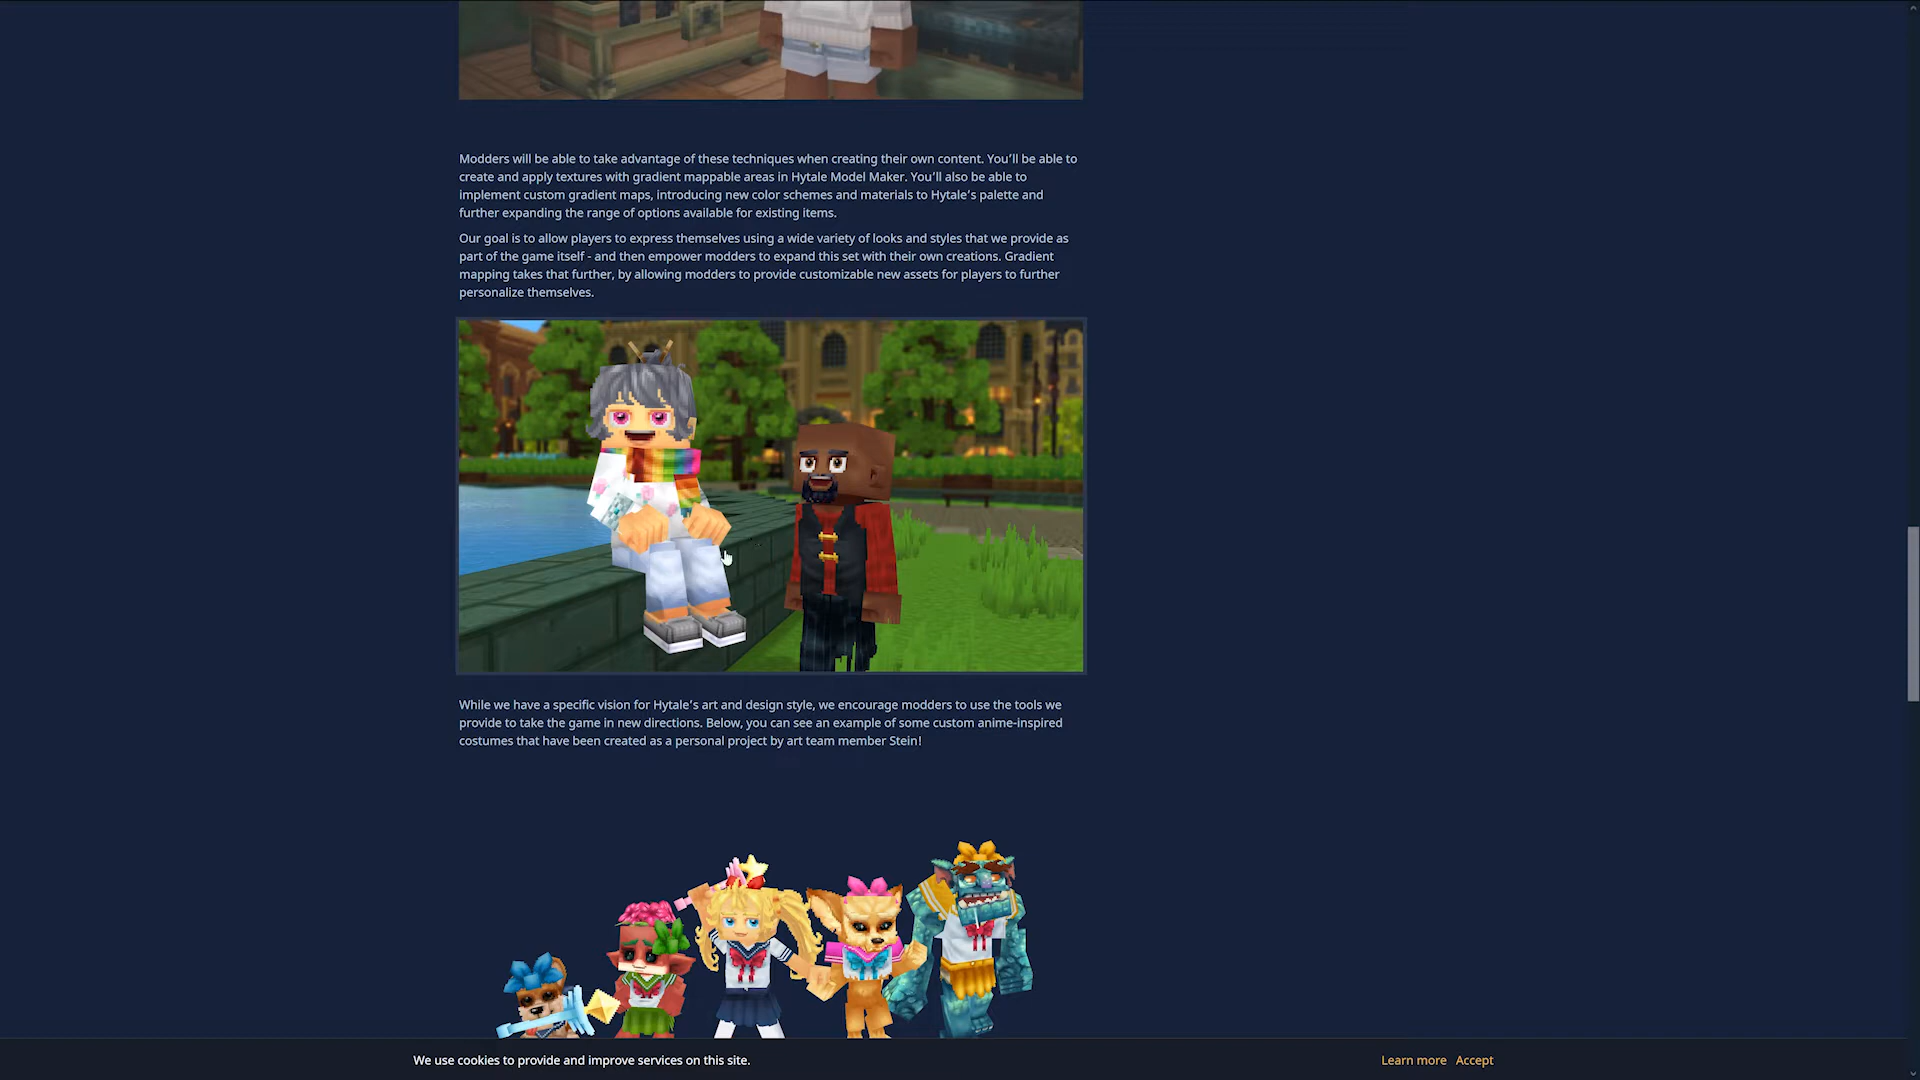 Modders will be able to take advantage of these techniques when creating their own content. You’ll be able to
create and apply textures with gradient mappable areas in Hytale Model Maker. You’ll also be able to
implement custom gradient maps, introducing new color schemes and materials to Hytale’s palette and
further expanding the range of options available for existing items.
Our goal is to allow players to express themselves using a wide variety of looks and styles that we provide as
part of the game itself - and then empower modders to expand this set with their own creations. Gradient
mapping takes that further, by allowing modders to provide customizable new assets for players to further
personalize themselves.
While we have a specific vision for Hytale’s art and design style, we encourage modders to use the tools we
provide to take the game in new directions. Below, you can see an example of some custom anime-inspired
costumes that have been created as a personal project by art team member Stein!
We use cookies to provide and improve services on this site.
Learn more Accept